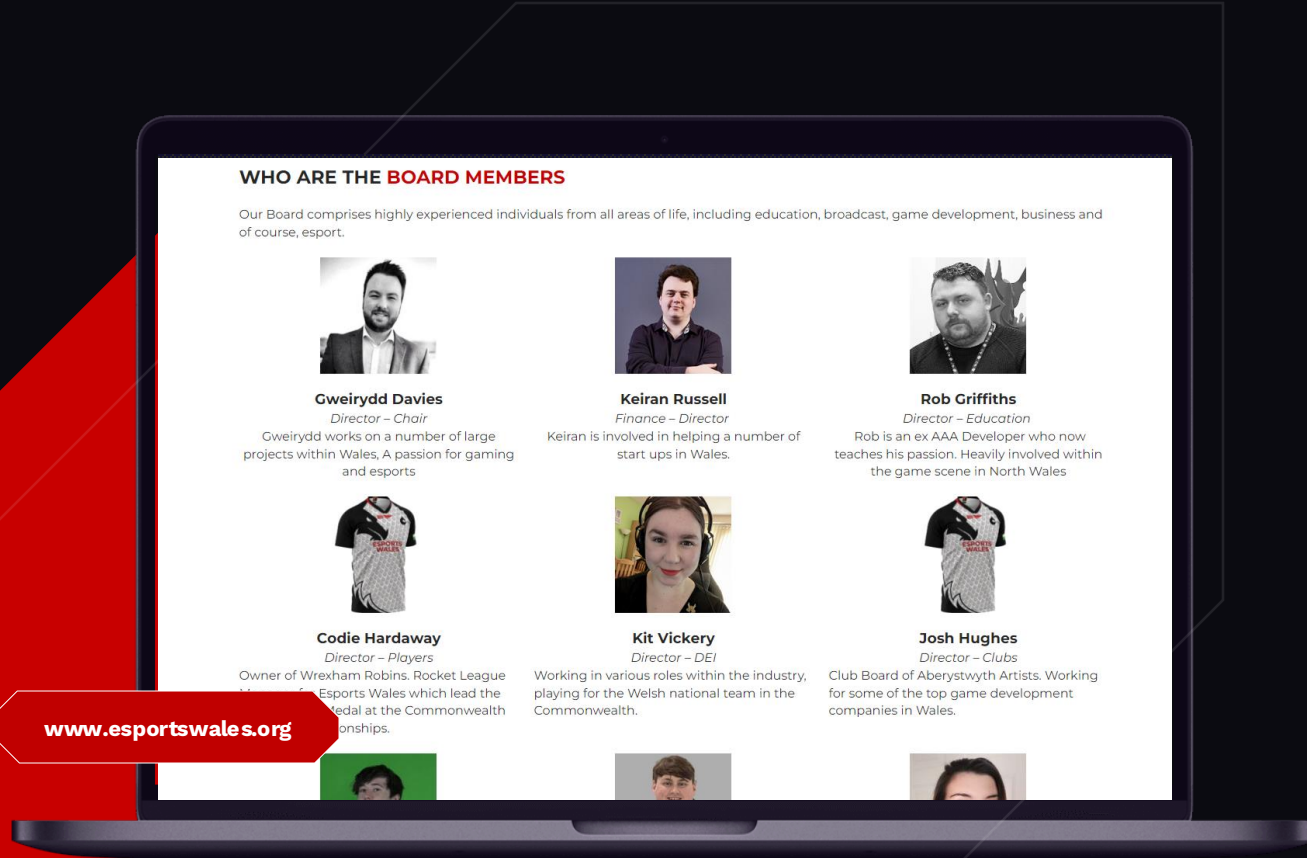 WHO ARE THE BOARD MEMBERS
Our Board comprises highly experienced individuals from all areas of life, including education, broadcast, game development, business and
of course, esport.
Gweirydd Davies
Director – Chair
Gweirydd works on a number of large
projects within Wales, A passion for gaming
and esports
Keiran Russell
Finance – Director
Keiran is involved in helping a number of
start ups in Wales.
Rob Griffiths
Director – Education
Rob is an ex AAA Developer who now
teaches his passion. Heavily involved within
the game scene in North Wales
ESPORTS
WALES
Codie Hardaway
Director – Players
Owner of Wrexham Robins. Rocket League
Esports Wales which lead the
Medal at the Commonwealth
Kit Vickery
Director – DEI
Working in various roles within the industry,
playing for the Welsh national team in the
Commonwealth.
ESPORTS
WALES
Josh Hughes
Director – Clubs
Club Board of Aberystwyth Artists. Working
for some of the top game development
companies in Wales.
www.esportswales.org